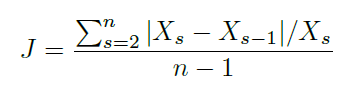 J = \frac{\sum_{s=2}^{n} |X_s - X_{s-1}|/X_s}{n - 1}